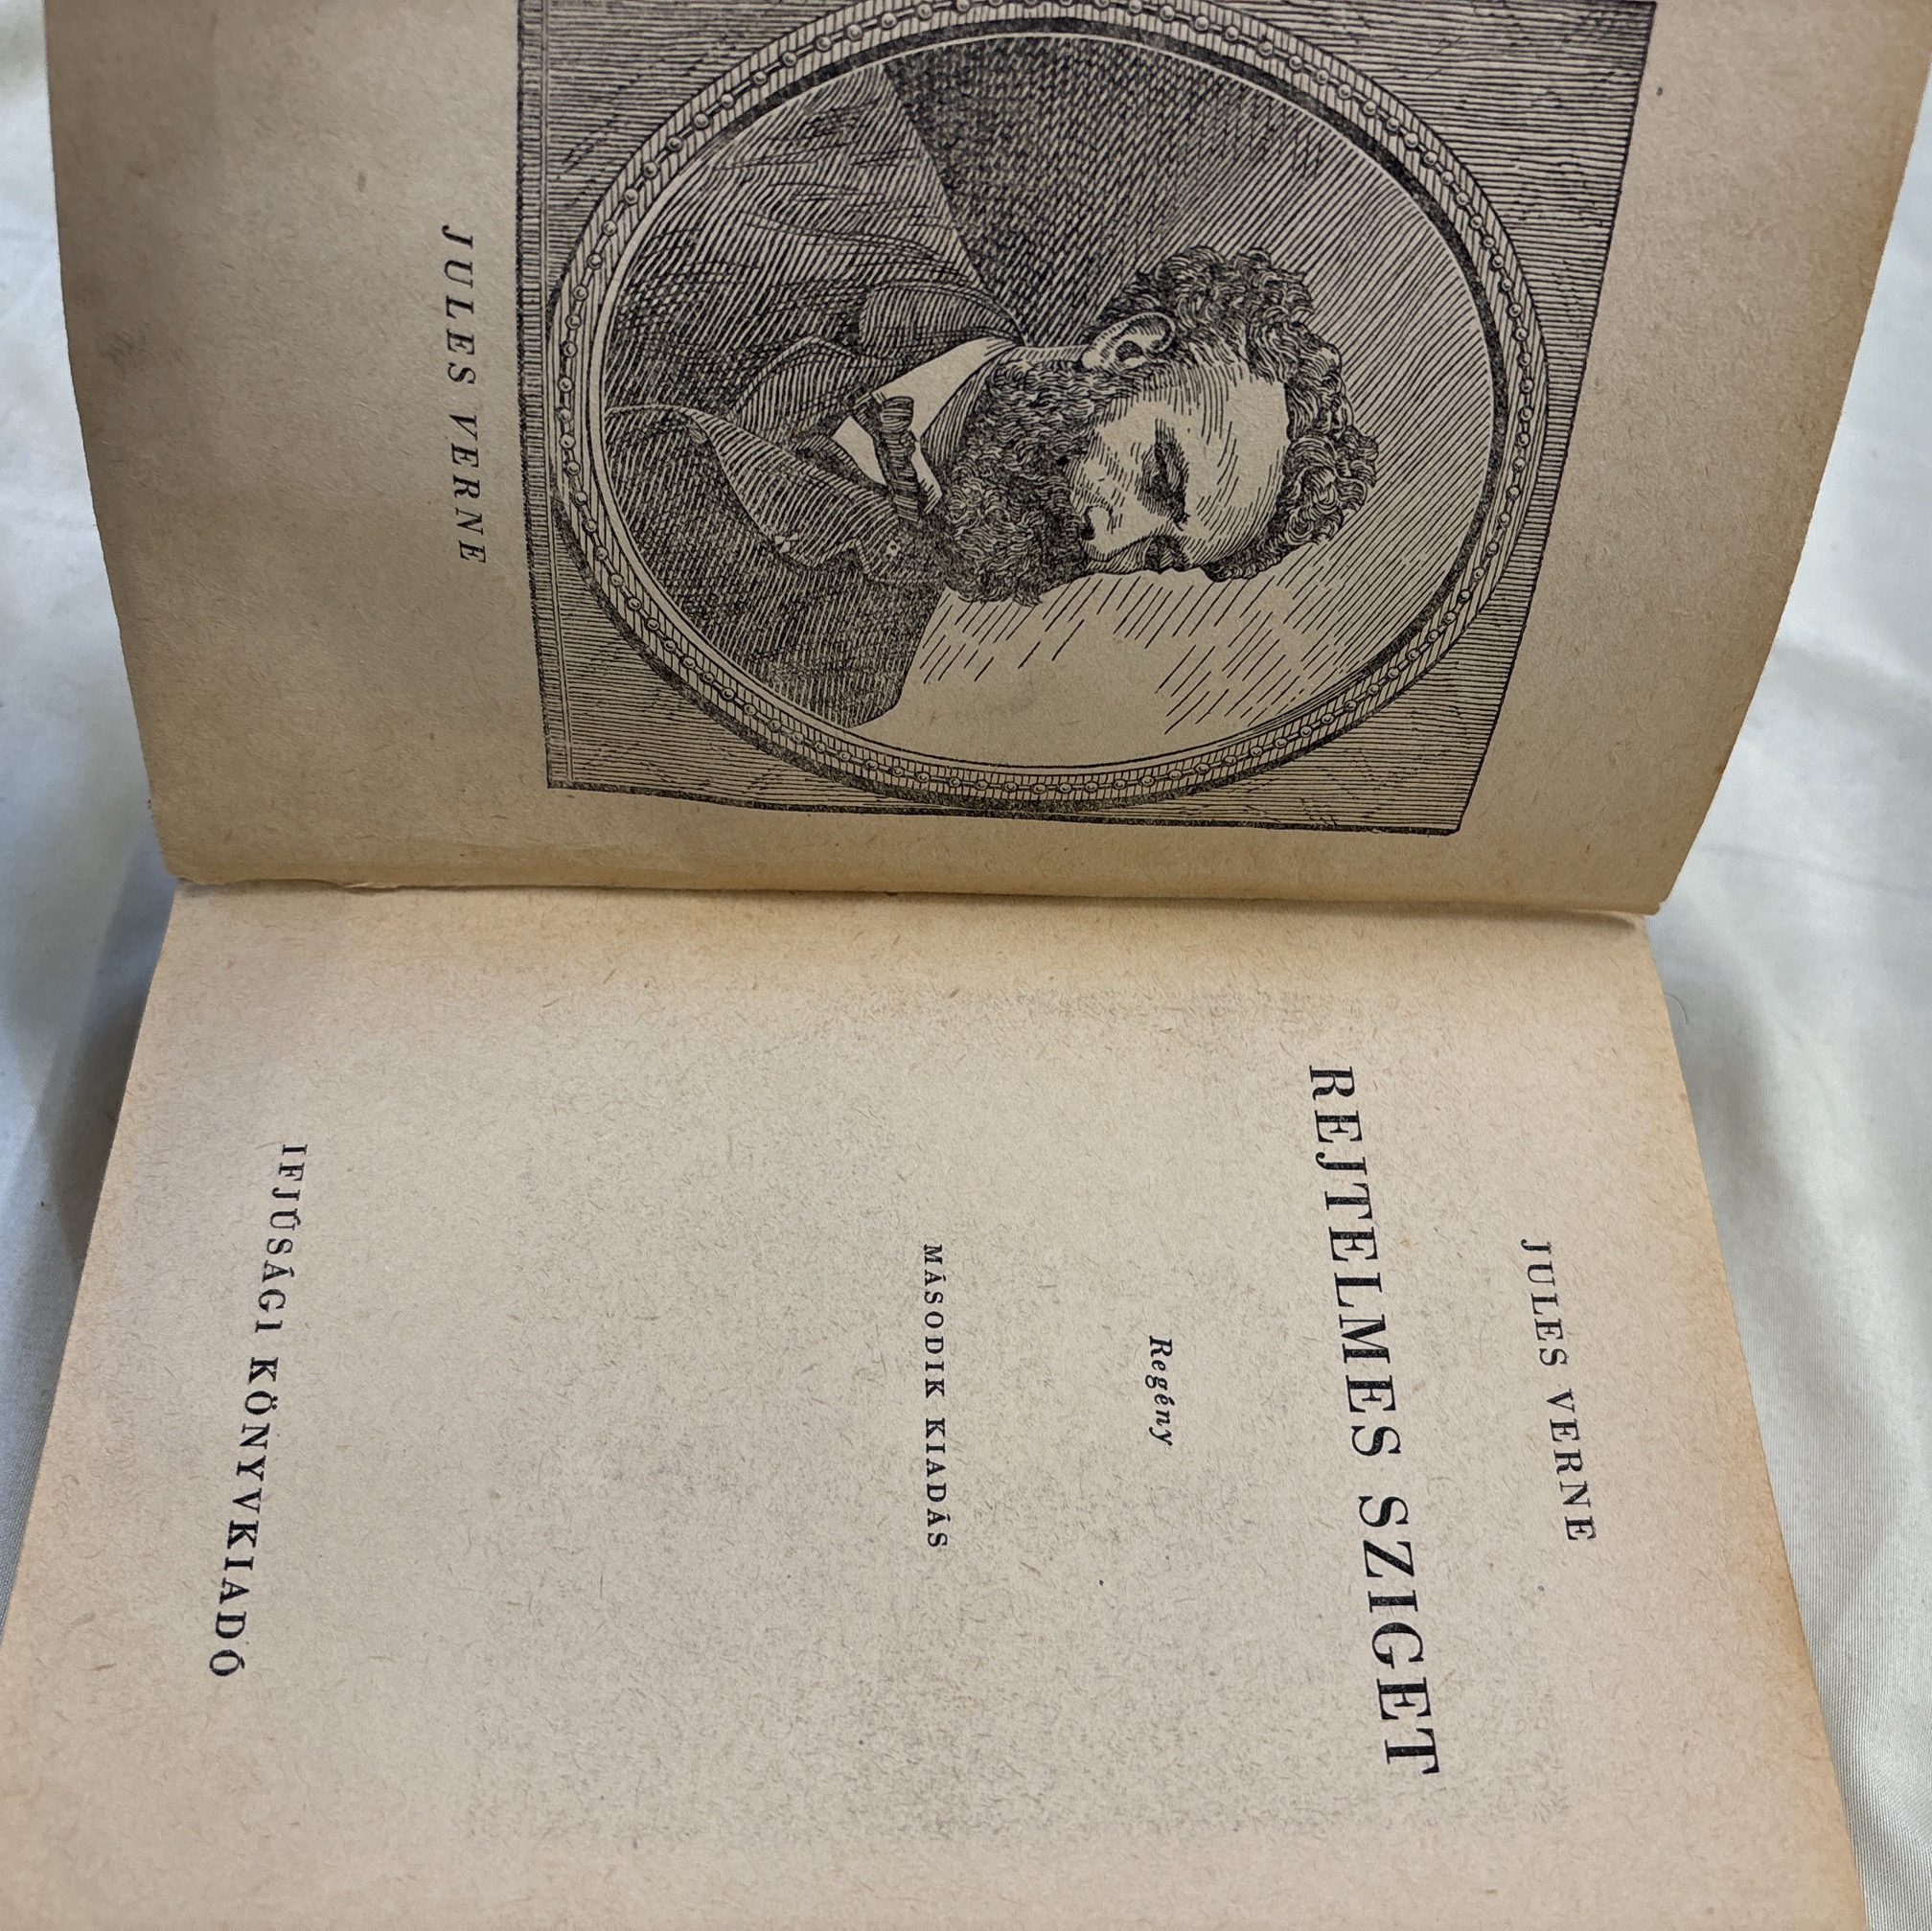 JULES VERNE
JULES VERNE
REJTELMES SZIGET
Regény
MÁSODIK KIADÁS
IFJÚSÁGI KÖNYVKIADÓ